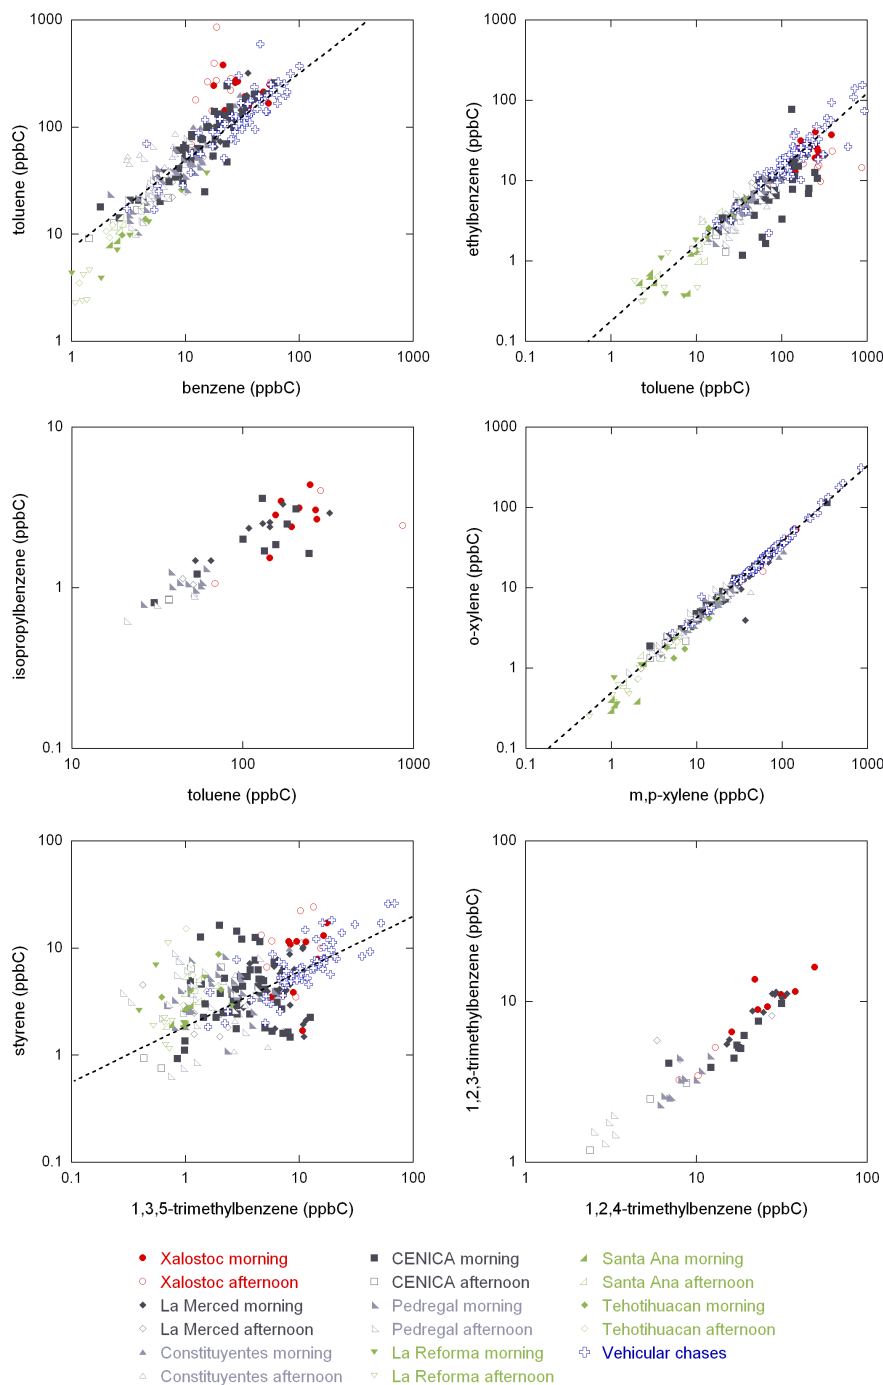 1000
100
10
1
toluene (ppbC)
1
10
100
1000
benzene (ppbC)
1000
100
10
1
0.1
ethylbenzene (ppbC)
1
10
100
1000
toluene (ppbC)
10
1
0.1
isopropylbenzene (ppbC)
10
100
1000
toluene (ppbC)
1000
100
10
1
0.1
o-xylene (ppbC)
0.1
1
10
100
1000
m,p-xylene (ppbC)
100
10
1
0.1
styrene (ppbC)
0.1
1
10
100
1,3,5-trimethylbenzene (ppbC)
100
10
1
1,2,3-trimethylbenzene (ppbC)
1
10
100
1,2,4-trimethylbenzene (ppbC)
Xalostoc morning
Xalostoc afternoon
La Merced morning
La Merced afternoon
Constituyentes morning
Constituyentes afternoon
CENICA morning
CENICA afternoon
Pedregal morning
Pedregal afternoon
La Reforma morning
La Reforma afternoon
Santa Ana morning
Santa Ana afternoon
Tehotihuacan morning
Tehotihuacan afternoon
Vehicular chases